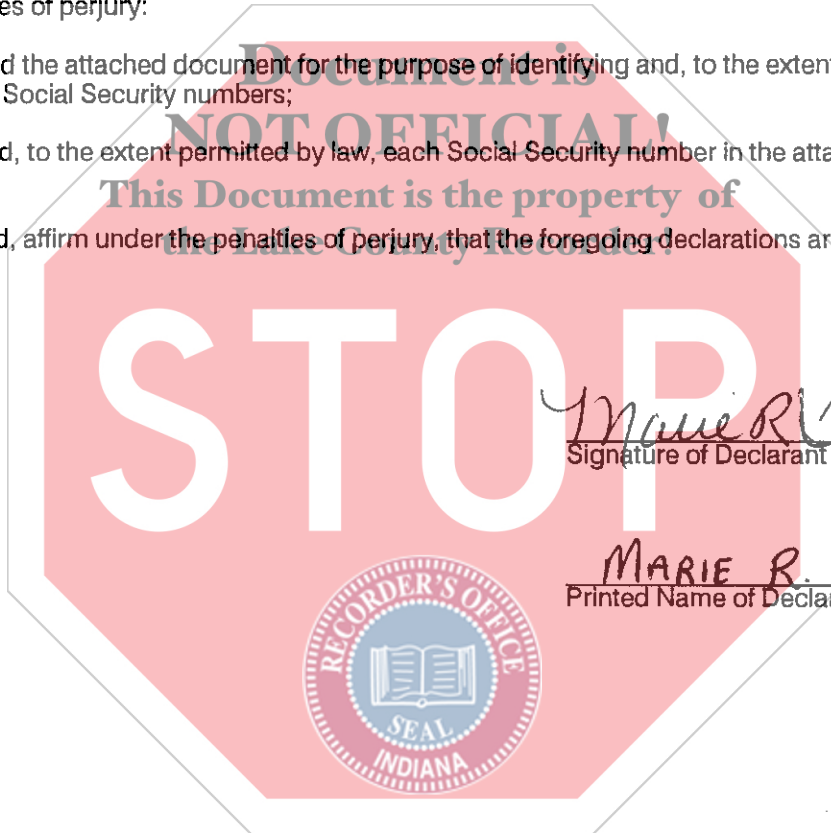 es of perjury:
Document is
d the attached document for the purpose of identifying and, to the extent
Social Security numbers;
NOT OFFICIAL!
d, to the extent permitted by law, each Social Security number in the atta
This Document is the property of
d, affirm under the penalties of perjury, that the foregoing declarations ar
the Lake County Recorder!
STOP
Marie R
Signature of Declarant
MARIE R.
Printed Name of Declar
RECORDER'S OFFICE
SEAL
INDIANA